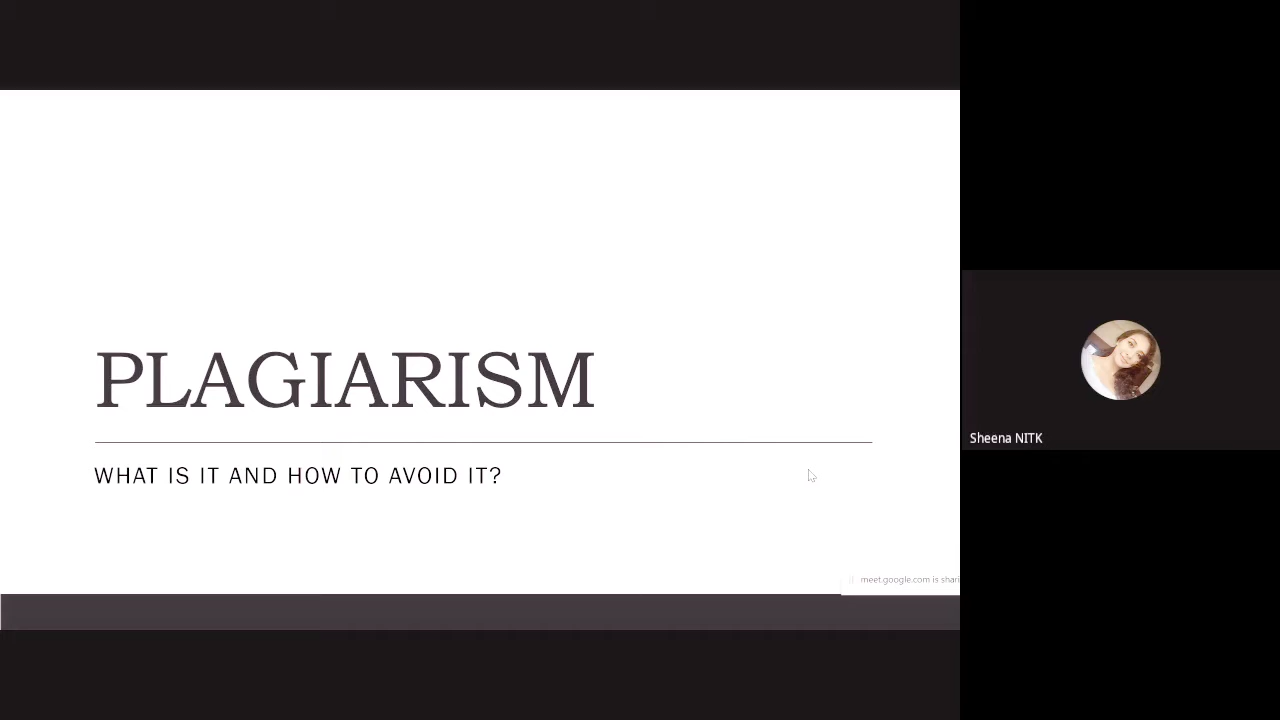 PLAGIARISM
WHAT IS IT AND HOW TO AVOID IT?
meet.google.com is shari
Sheena NITK